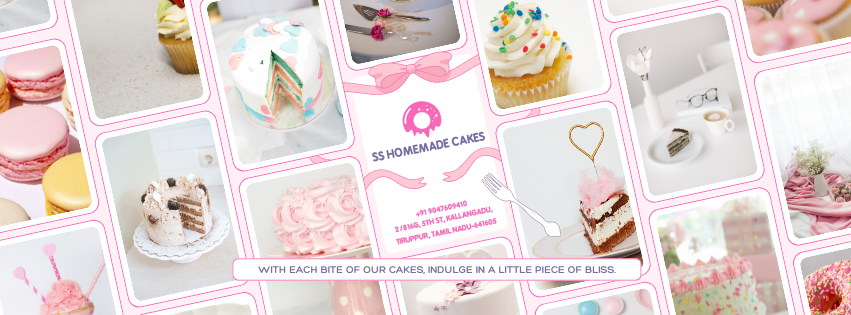 SS HOMEMADE CAKES
+91 9047609410
2/816G, 5TH ST, KALLANGADU,
TIRUPPUR, TAMIL NADU-641605
WITH EACH BITE OF OUR CAKES, INDULGE IN A LITTLE PIECE OF BLISS.